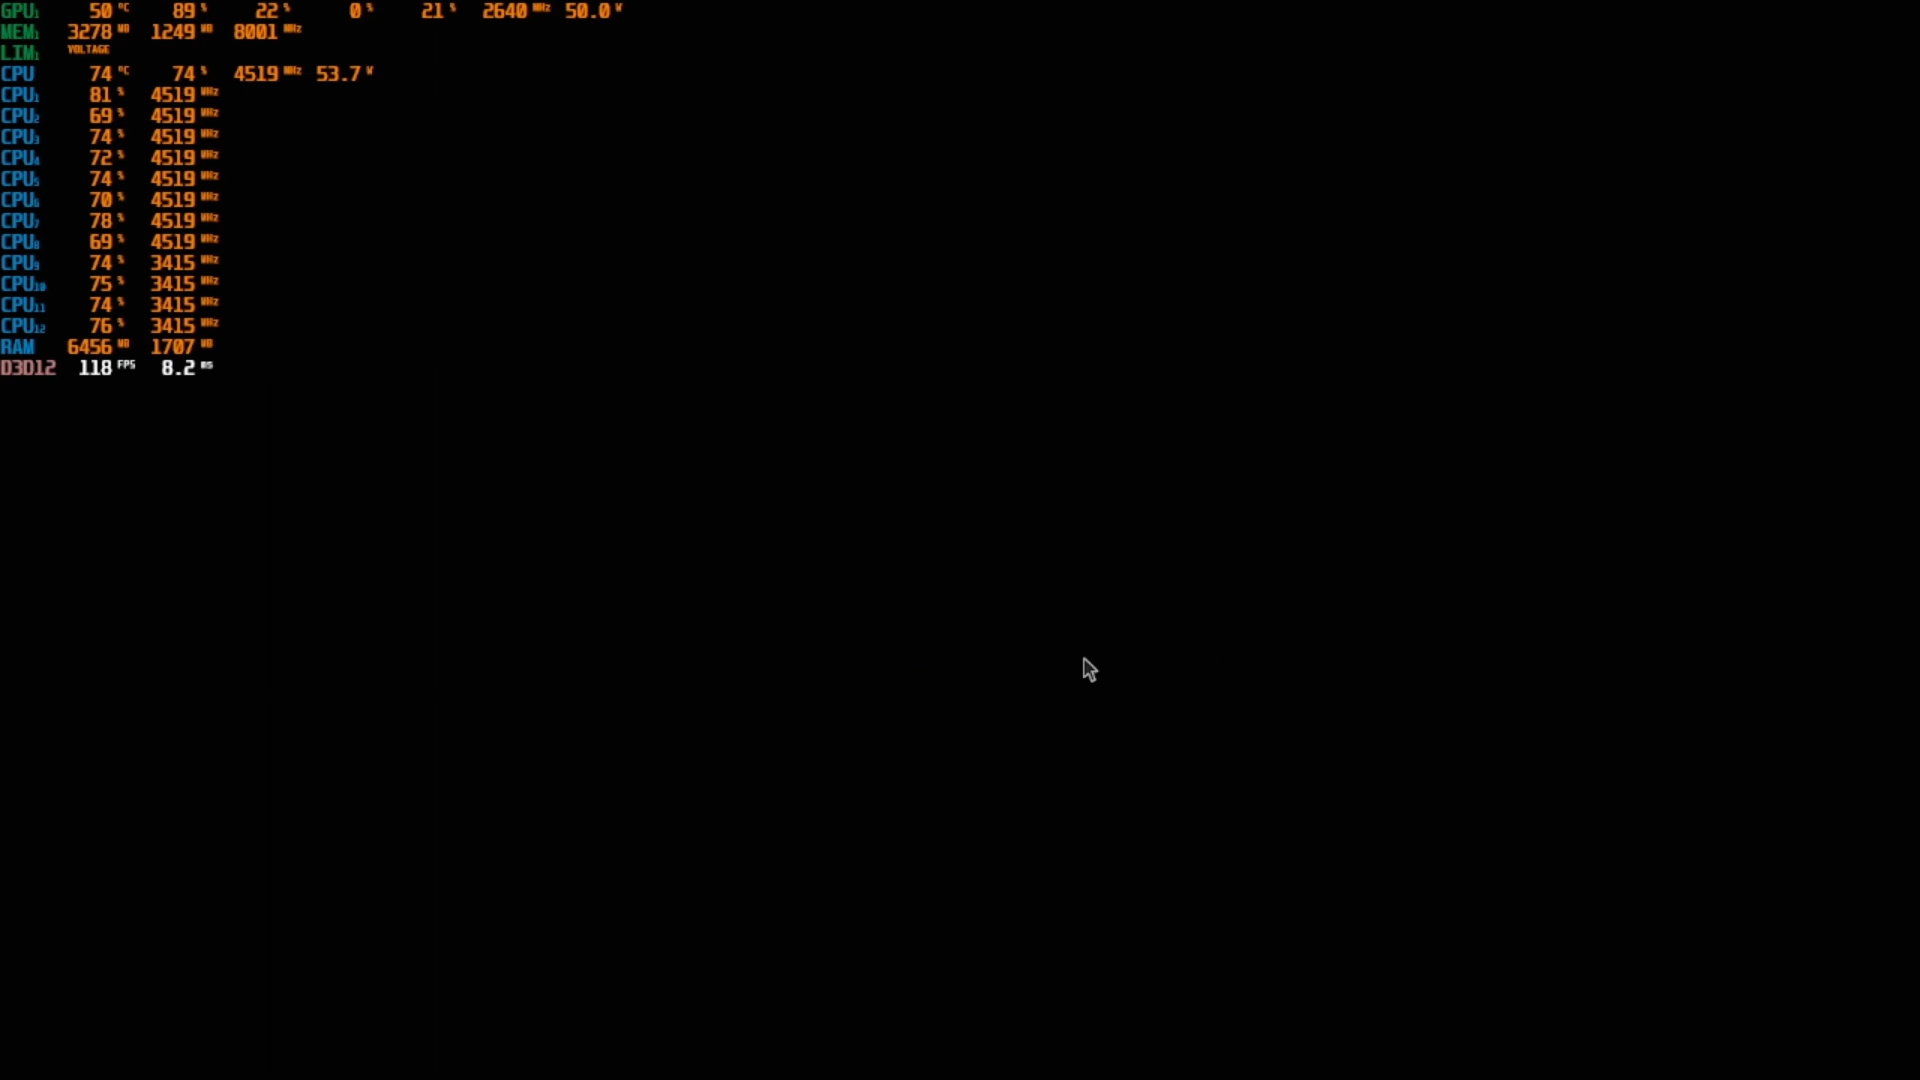 GPU1 50 °C 89 % 22 % 0 % 21 % 2640 MHz 50.0 W
MEM1 3278 MB 1249 MB 8001 MHz
LIM1 VOLTAGE
CPU 74 °C 74 % 4519 MHz 53.7 W
CPU1 81 % 4519 MHz
CPU2 69 % 4519 MHz
CPU3 74 % 4519 MHz
CPU4 72 % 4519 MHz
CPU5 74 % 4519 MHz
CPU6 70 % 4519 MHz
CPU7 78 % 4519 MHz
CPU8 69 % 4519 MHz
CPU9 74 % 3415 MHz
CPU10 75 % 3415 MHz
CPU11 74 % 3415 MHz
CPU12 76 % 3415 MHz
RAM 6456 MB 1707 MB
D3D12 118 FPS 8.2 ms